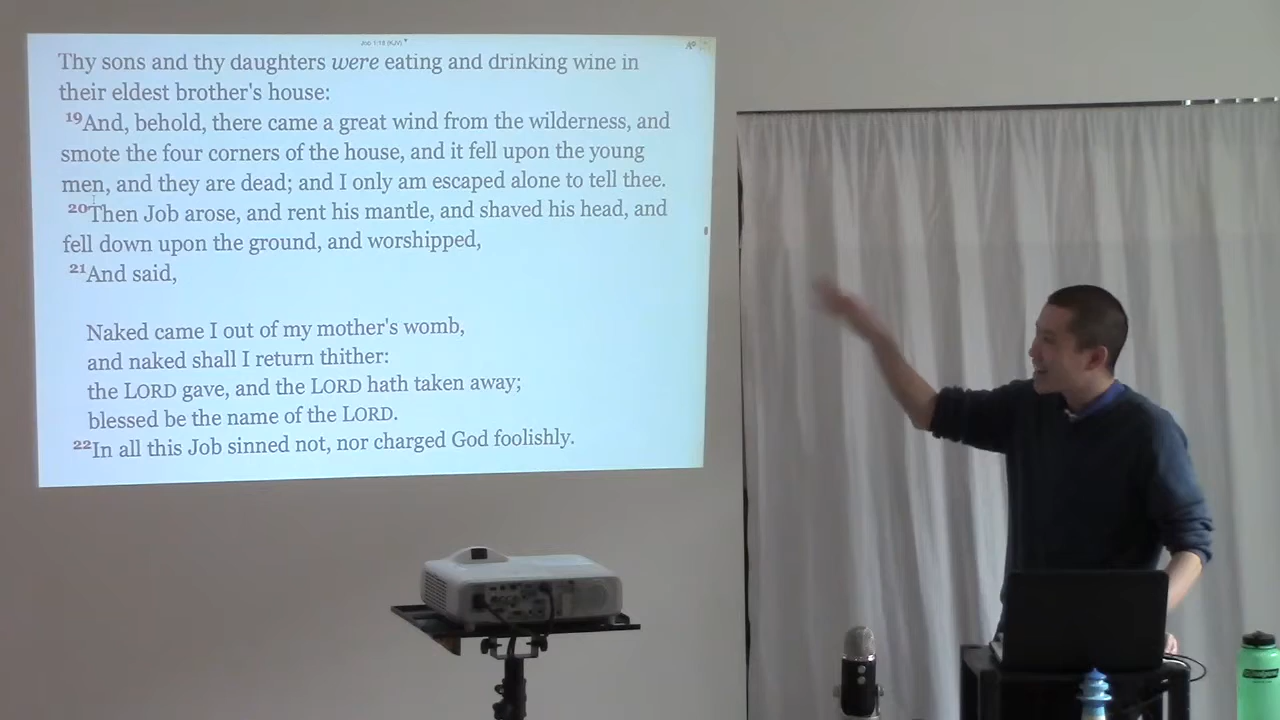 Job 1:18 (KJV)
Thy sons and thy daughters were eating and drinking wine in
their eldest brother's house:
19And, behold, there came a great wind from the wilderness, and
smote the four corners of the house, and it fell upon the young
men, and they are dead; and I only am escaped alone to tell thee.
20Then Job arose, and rent his mantle, and shaved his head, and
fell down upon the ground, and worshipped,
21And said,
Naked came I out of my mother's womb,
and naked shall I return thither:
the LORD gave, and the LORD hath taken away;
blessed be the name of the LORD.
22In all this Job sinned not, nor charged God foolishly.